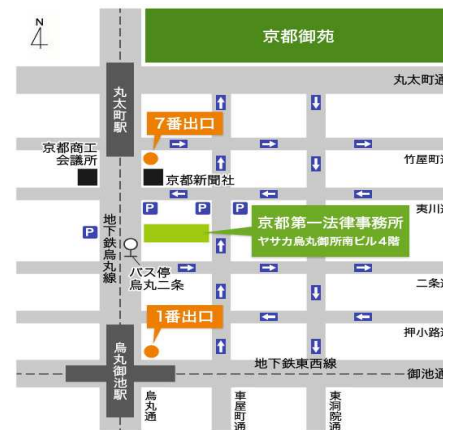 N
京都御苑
丸太町通
丸太町駅
7番出口
京都商工
会議所
竹屋町通
京都新聞社
夷川通
P
P
P
P
京都第一法律事務所
ヤサカ烏丸御所南ビル4階
地下鉄烏丸線
バス停
烏丸二条
二条通
1番出口
押小路通
烏丸御池駅
地下鉄東西線
御池通
烏丸通
車屋町通
東洞院通